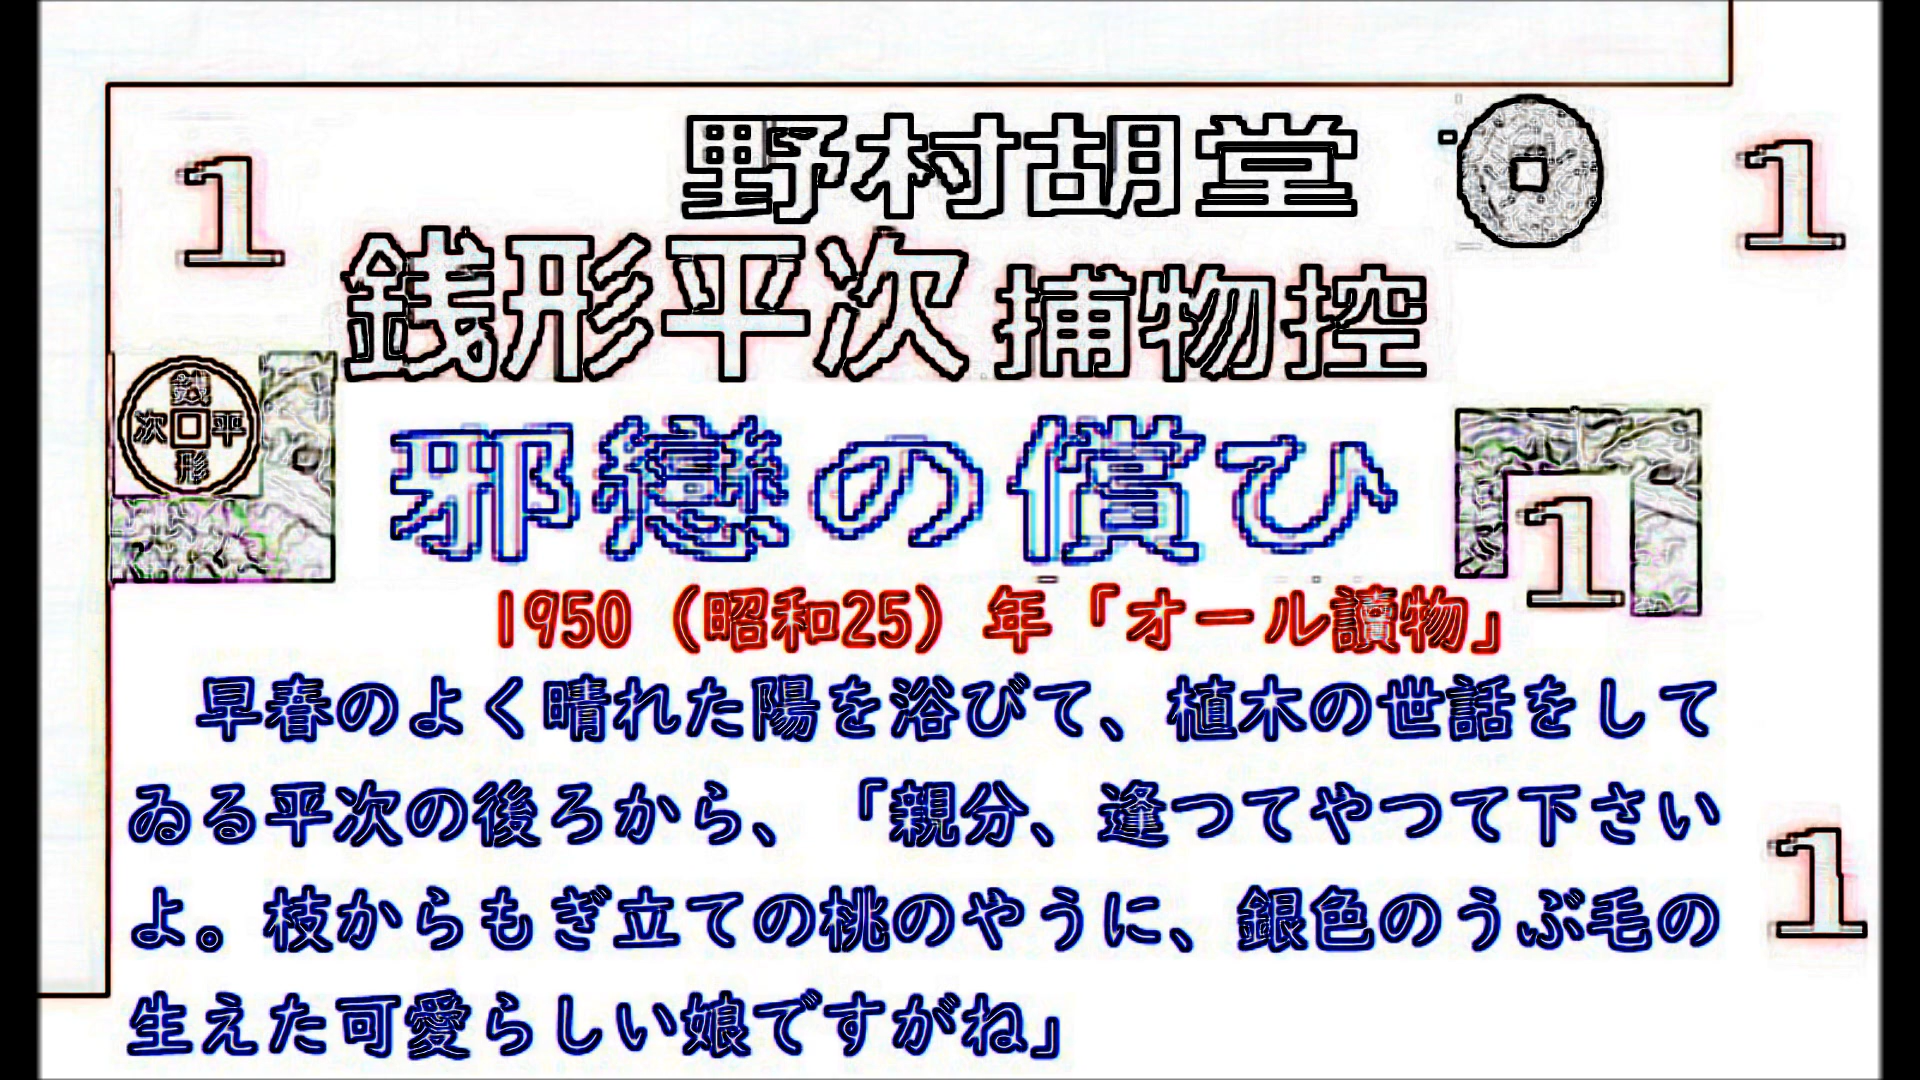 野村胡堂
1
1
銭形平次 捕物控
銭
次 平
形
邪戀の償ひ
1
1950（昭和25）年「オール讀物」
早春のよく晴れた陽を浴びて、植木の世話をして
ゐる平次の後ろから、「親分、逢つてやつて下さい
よ。枝からもぎ立ての桃のやうに、銀色のうぶ毛の
1
生えた可愛らしい娘ですがね」